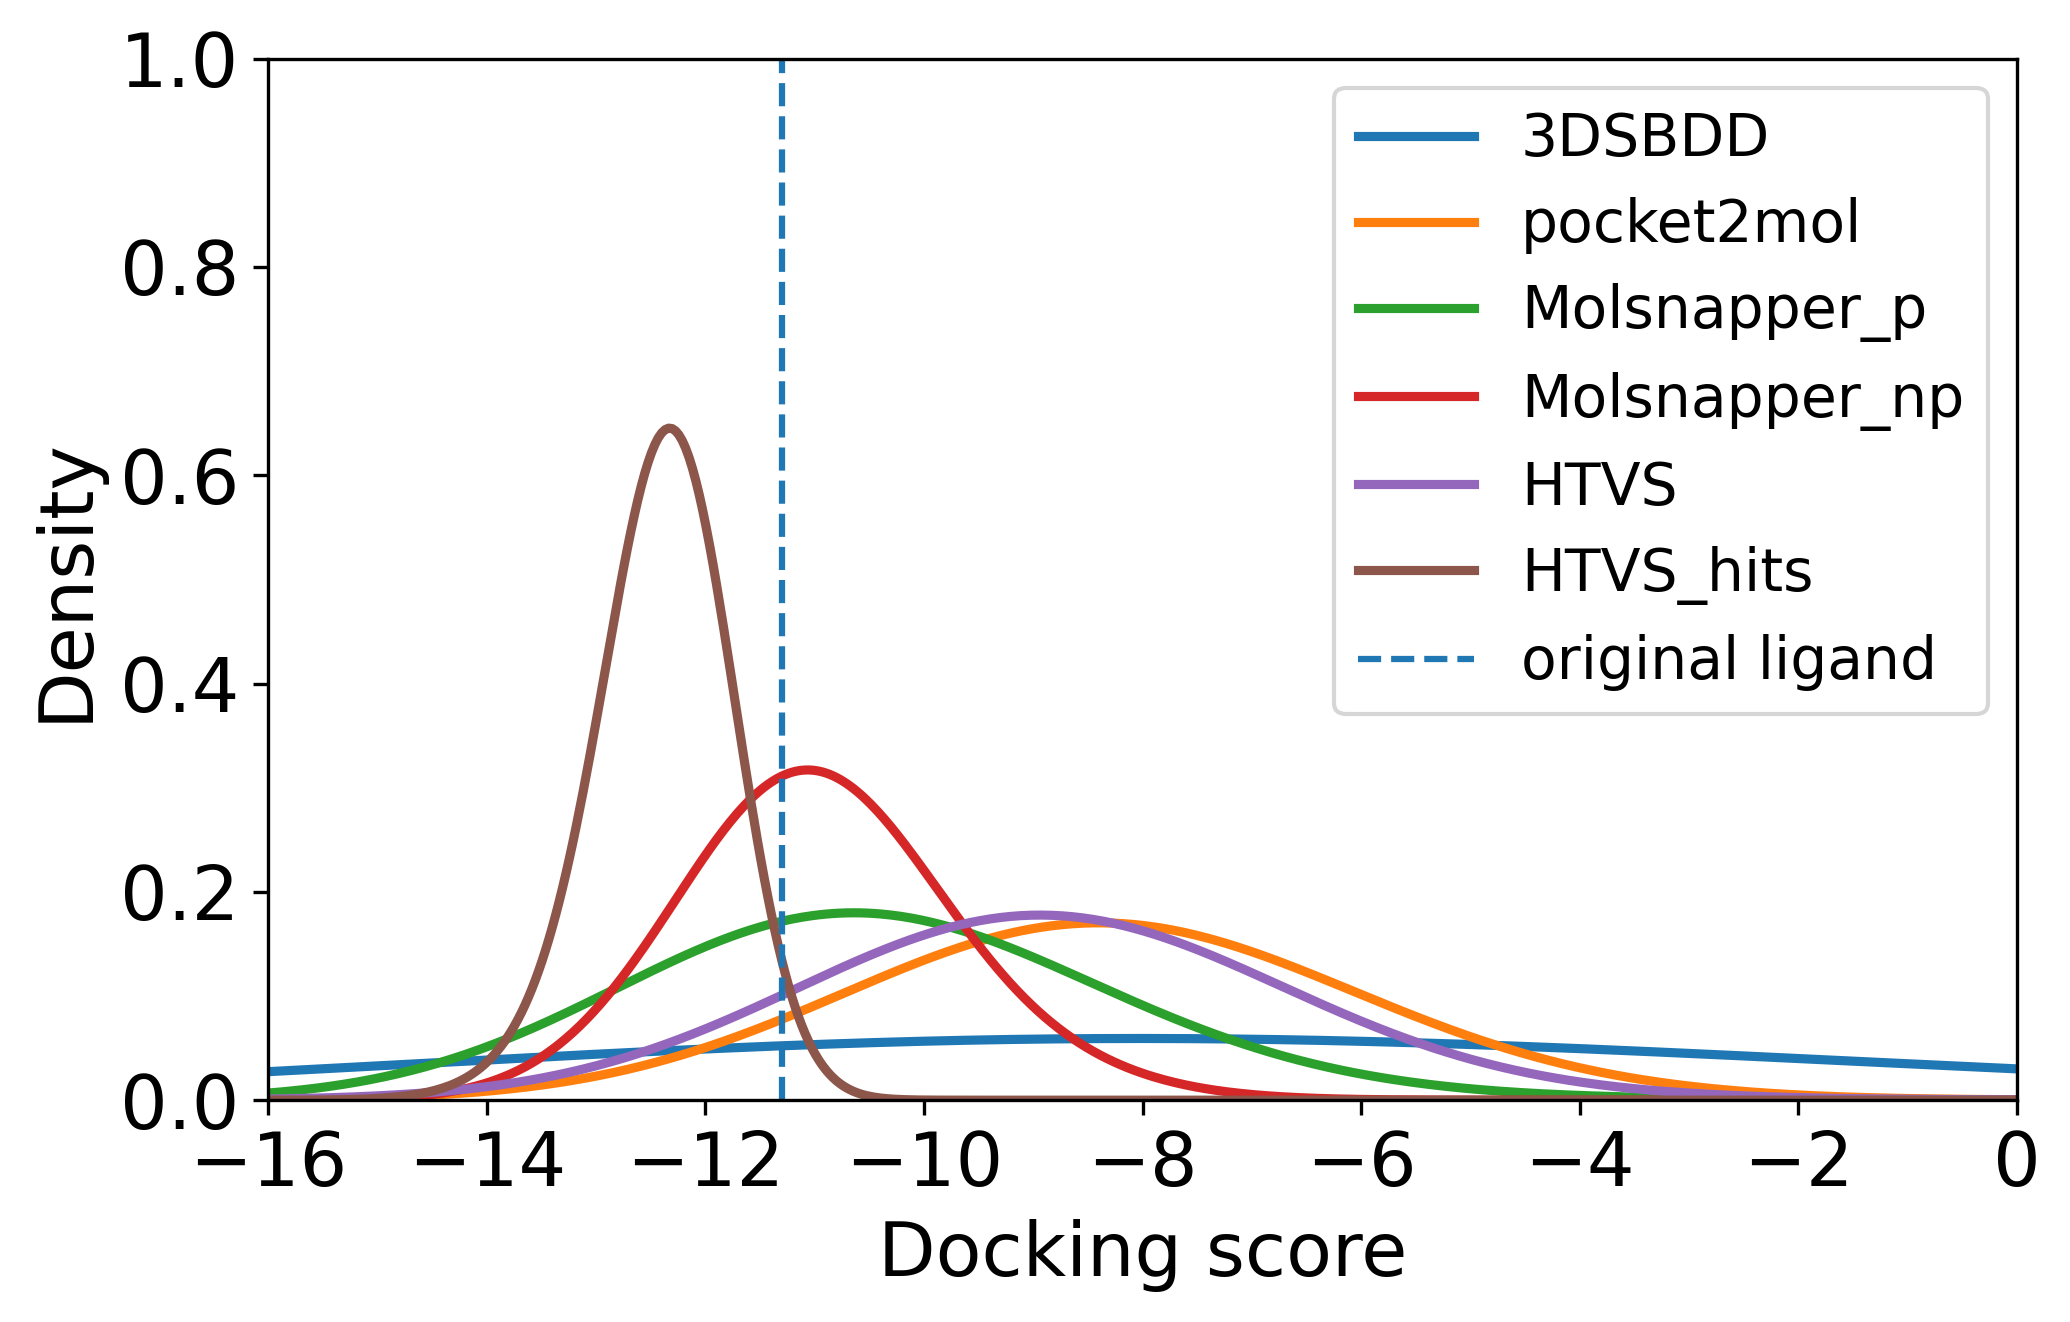 1.0
0.8
0.6
0.4
0.2
0.0
Density
−16 −14 −12 −10 −8 −6 −4 −2 0
Docking score
3DSBDD
pocket2mol
Molsnapper_p
Molsnapper_np
HTVS
HTVS_hits
original ligand